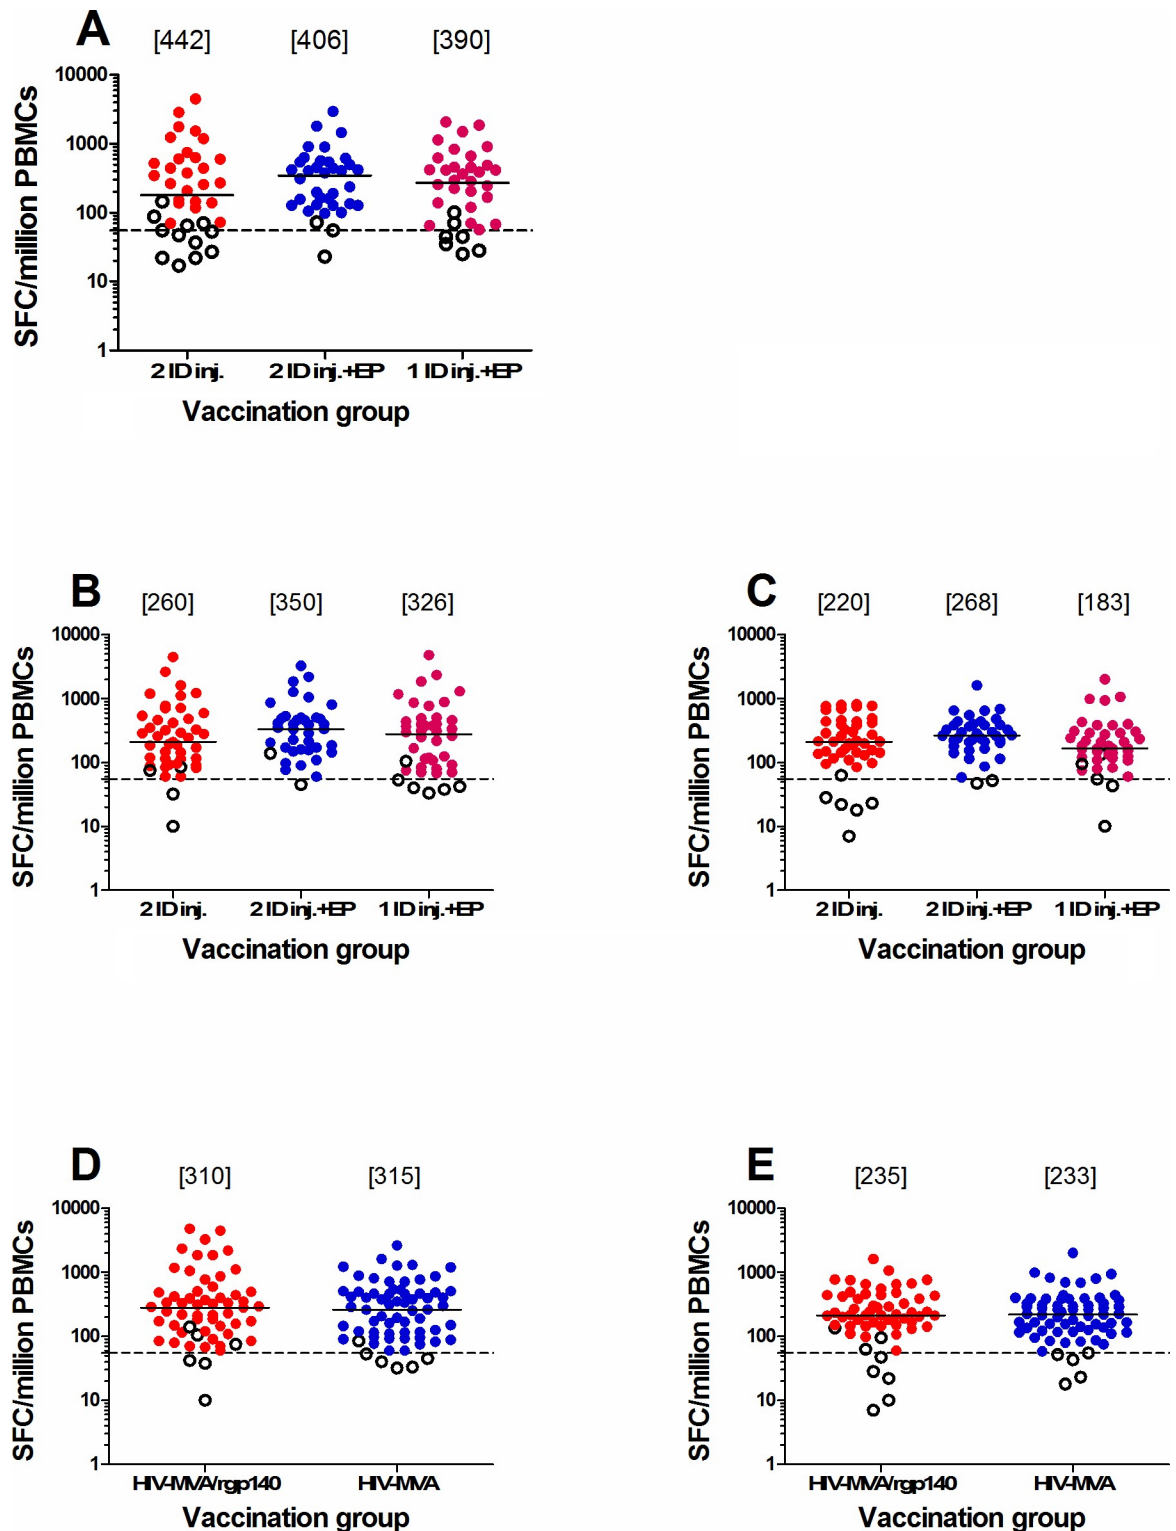 A
[442] [406] [390]
10000
1000
100
10
1
SFC/million PBMCs
2 ID inj. 2 ID inj.+EP 1 ID inj.+EP
Vaccination group
B
[260] [350] [326]
10000
1000
100
10
1
SFC/million PBMCs
2 ID inj. 2 ID inj.+EP 1 ID inj.+EP
Vaccination group
C
[220] [268] [183]
10000
1000
100
10
1
SFC/million PBMCs
2 ID inj. 2 ID inj.+EP 1 ID inj.+EP
Vaccination group
D
[310] [315]
10000
1000
100
10
1
SFC/million PBMCs
HIV-MVA/rgp140 HIV-MVA
Vaccination group
E
[235] [233]
10000
1000
100
10
1
SFC/million PBMCs
HIV-MVA/rgp140 HIV-MVA
Vaccination group